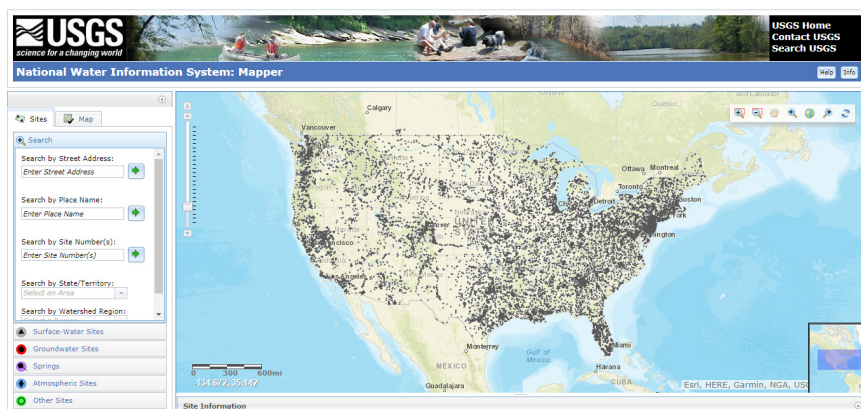 USGS
science for a changing world
USGS Home
Contact USGS
Search USGS
National Water Information System: Mapper
Help
Info
Sites
Map
Search
Search by Street Address:
Enter Street Address
Search by Place Name:
Enter Place Name
Search by Site Number(s):
Enter Site Number(s)
Search by State/Territory:
Select an Area
Search by Watershed Region:
Surface-Water Sites
Groundwater Sites
Springs
Atmospheric Sites
Other Sites
Ontario
Quebec
and Labrador
Calgary
Vancouver
Ottawa
Montreal
Toronto
Detroit
Boston
Monterrey
Gulf of
Mexico
Miami
Havana
MÉXICO
CUBA
Guadalajara
0 300 600mi
-134.672, 35.142
Esri, HERE, Garmin, NGA, USG
Site Information